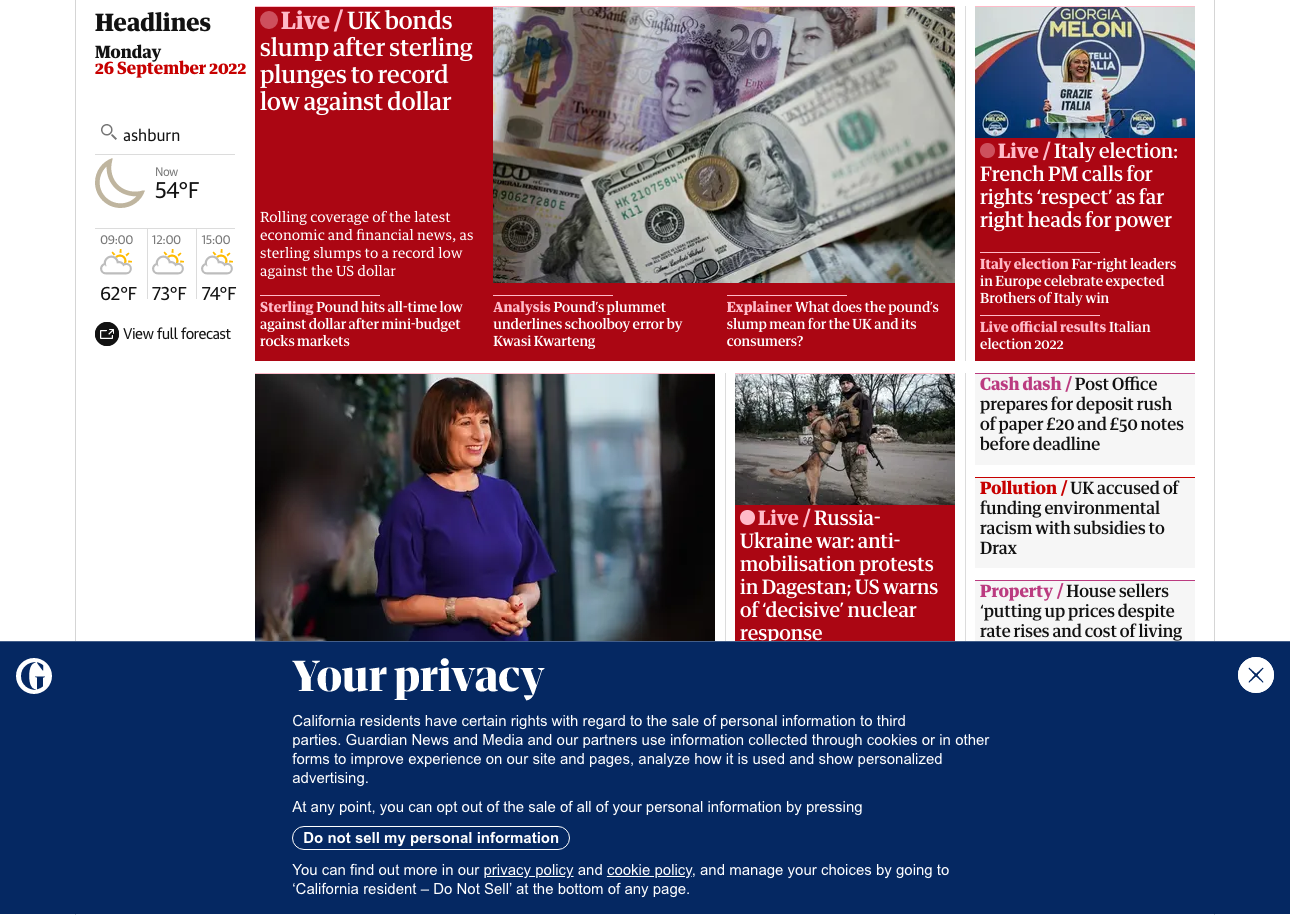 Headlines
Monday
26 September 2022
ashburn
Now
54°F
09:00
12:00
15:00
62°F
73°F
74°F
View full forecast
Live / UK bonds
slump after sterling
plunges to record
low against dollar
Rolling coverage of the latest
economic and financial news, as
sterling slumps to a record low
against the US dollar
Bank of England
20
Twenty
HK 21075844
K11
100
Sterling Pound hits all-time low
against dollar after mini-budget
rocks markets
Analysis Pound’s plummet
underlines schoolboy error by
Kwasi Kwarteng
Explainer What does the pound’s
slump mean for the UK and its
consumers?
GIORGIA
MELONI
GRAZIE
ITALIA
MELONI
MELONI
Live / Italy election:
French PM calls for
rights ‘respect’ as far
right heads for power
Italy election Far-right leaders
in Europe celebrate expected
Brothers of Italy win
Live official results Italian
election 2022
Live / Russia-
Ukraine war: anti-
mobilisation protests
in Dagestan; US warns
of ‘decisive’ nuclear
response
Cash dash / Post Office
prepares for deposit rush
of paper £20 and £50 notes
before deadline
Pollution / UK accused of
funding environmental
racism with subsidies to
Drax
Property / House sellers
‘putting up prices despite
rate rises and cost of living
Your privacy
California residents have certain rights with regard to the sale of personal information to third
parties. Guardian News and Media and our partners use information collected through cookies or in other
forms to improve experience on our site and pages, analyze how it is used and show personalized
advertising.
At any point, you can opt out of the sale of all of your personal information by pressing
Do not sell my personal information
You can find out more in our privacy policy and cookie policy, and manage your choices by going to
‘California resident – Do Not Sell’ at the bottom of any page.